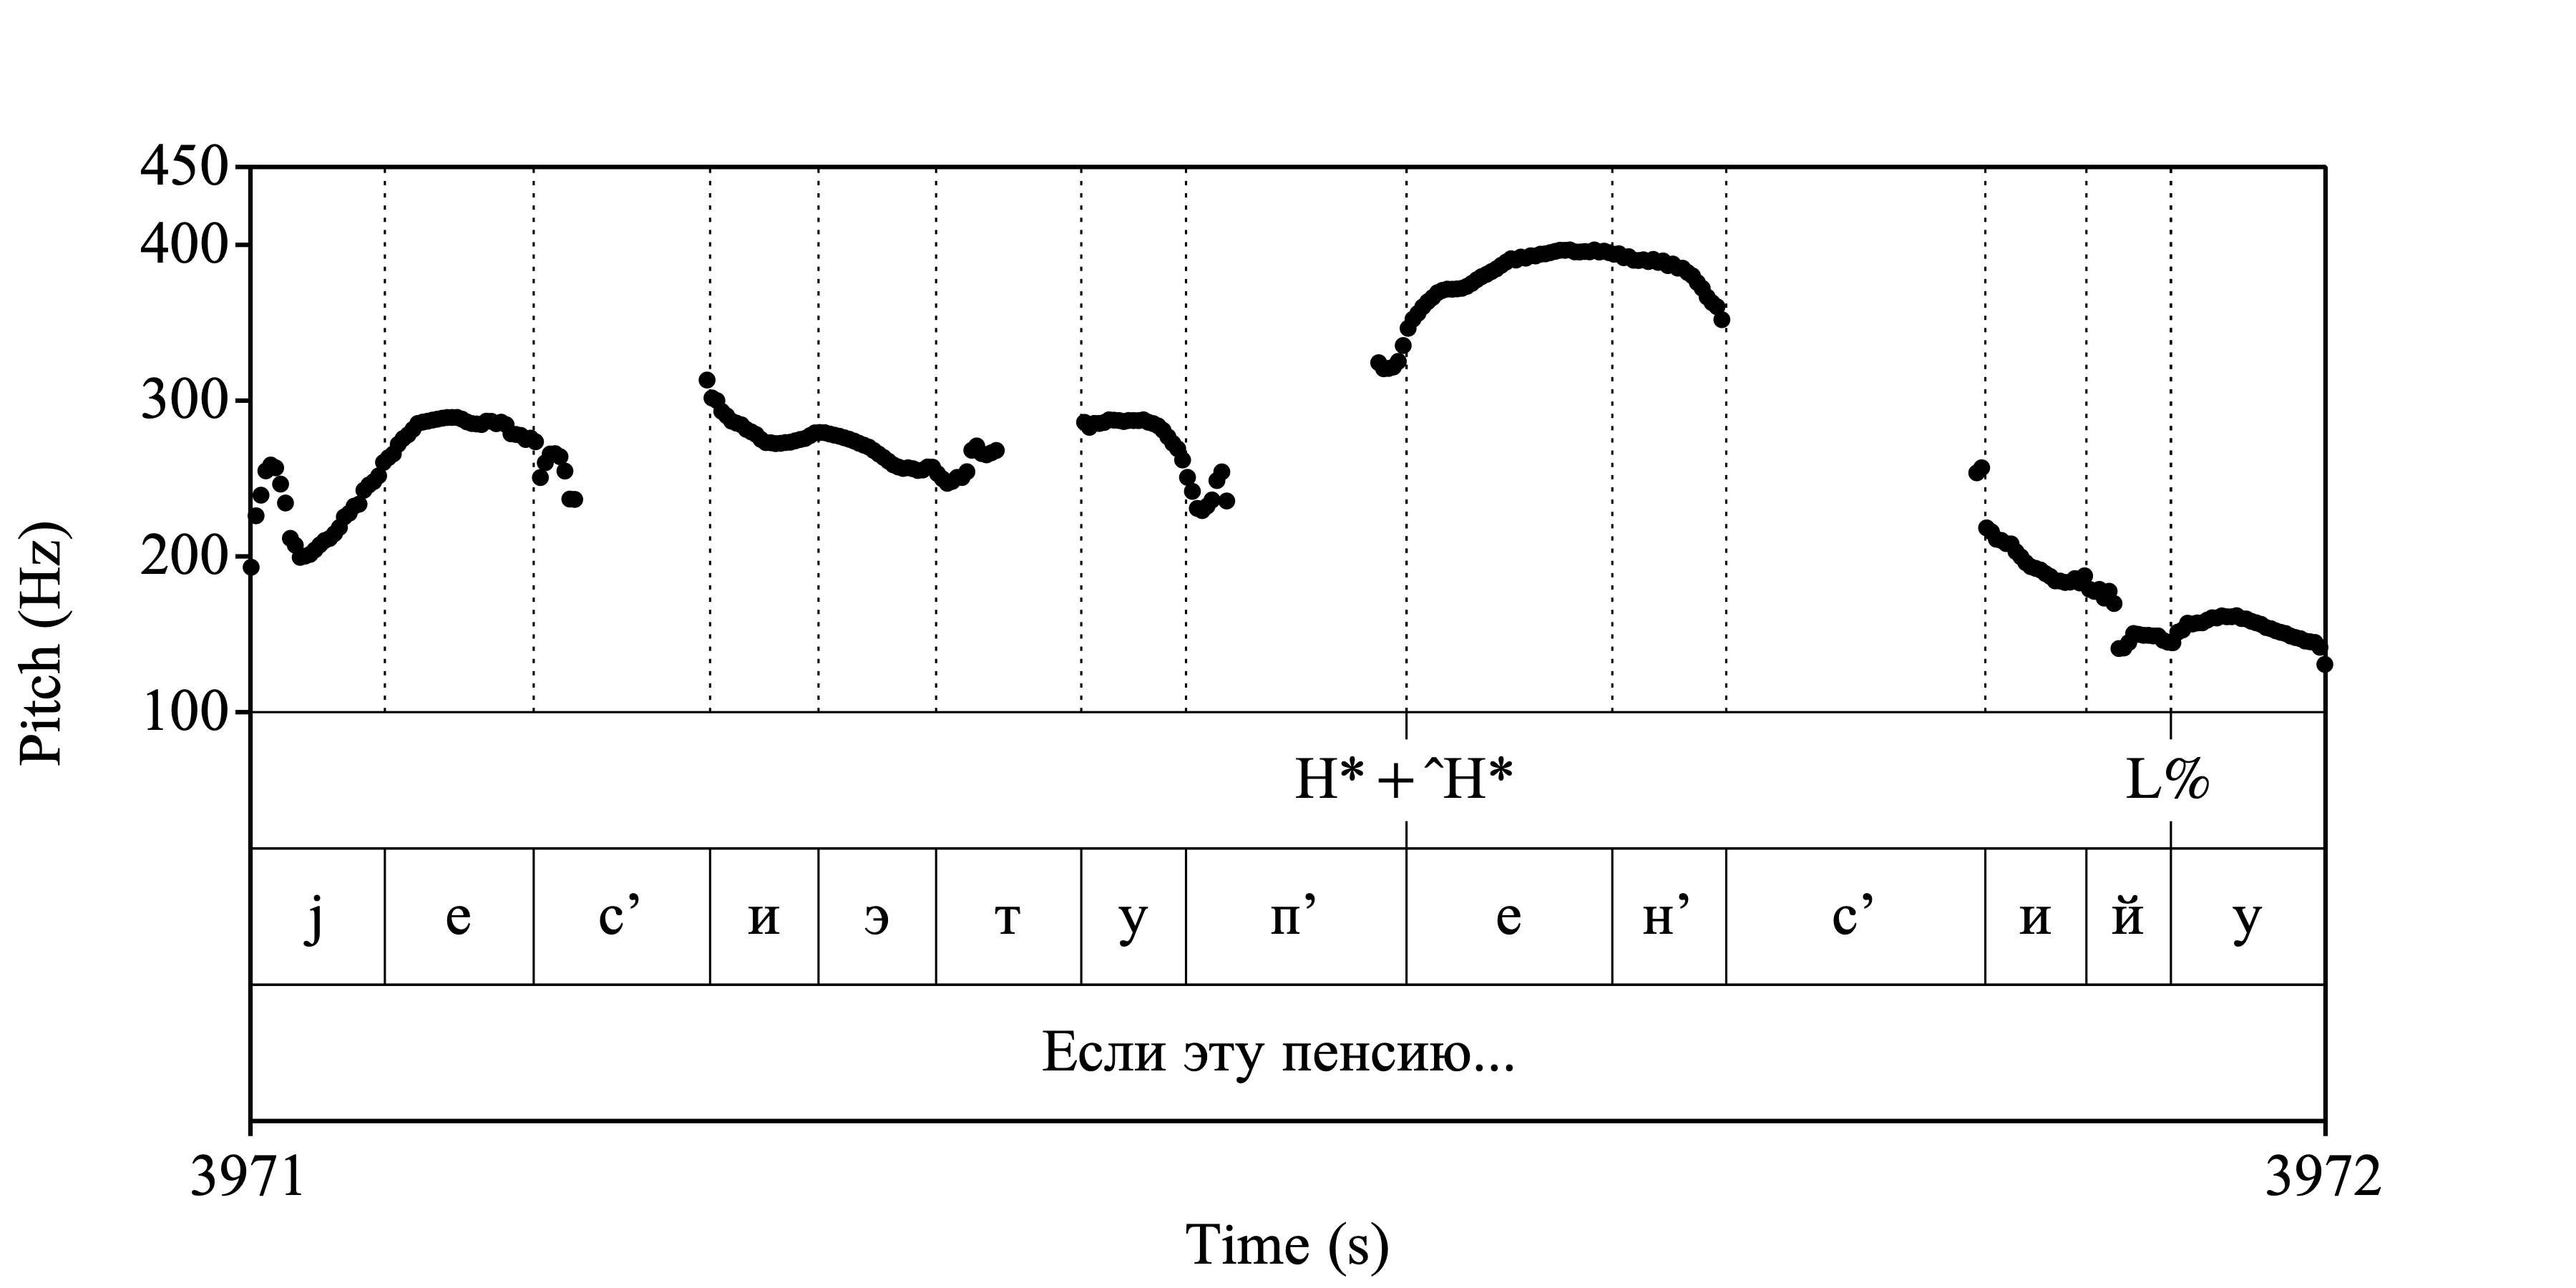 450
400
300
200
100
Pitch (Hz)
H* + ˆH* L%
j е с’ и э т у п’ е н’ с’ и й у
Если эту пенсию...
3971 3972
Time (s)